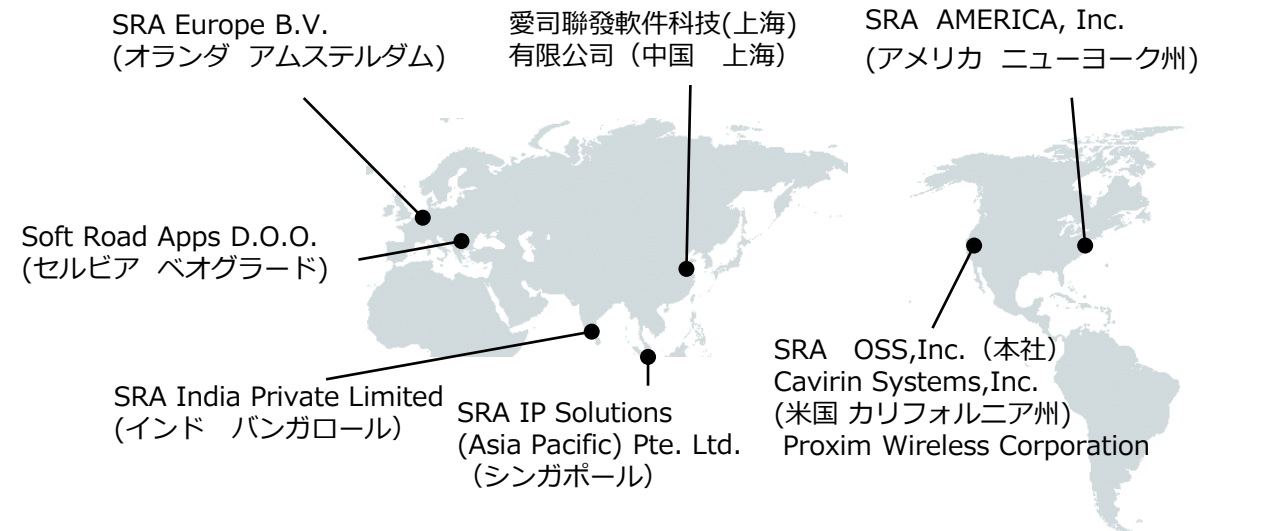 SRA Europe B.V.
(オランダ アムステルダム)
愛司聯發軟件科技(上海)
有限公司（中国　上海）
SRA AMERICA, Inc.
(アメリカ ニューヨーク州)
Soft Road Apps D.O.O.
(セルビア ベオグラード)
SRA India Private Limited
(インド　バンガロール）
SRA IP Solutions
(Asia Pacific) Pte. Ltd.
（シンガポール）
SRA　OSS,Inc.（本社）
Cavirin Systems,Inc.
(米国 カリフォルニア州)
Proxim Wireless Corporation